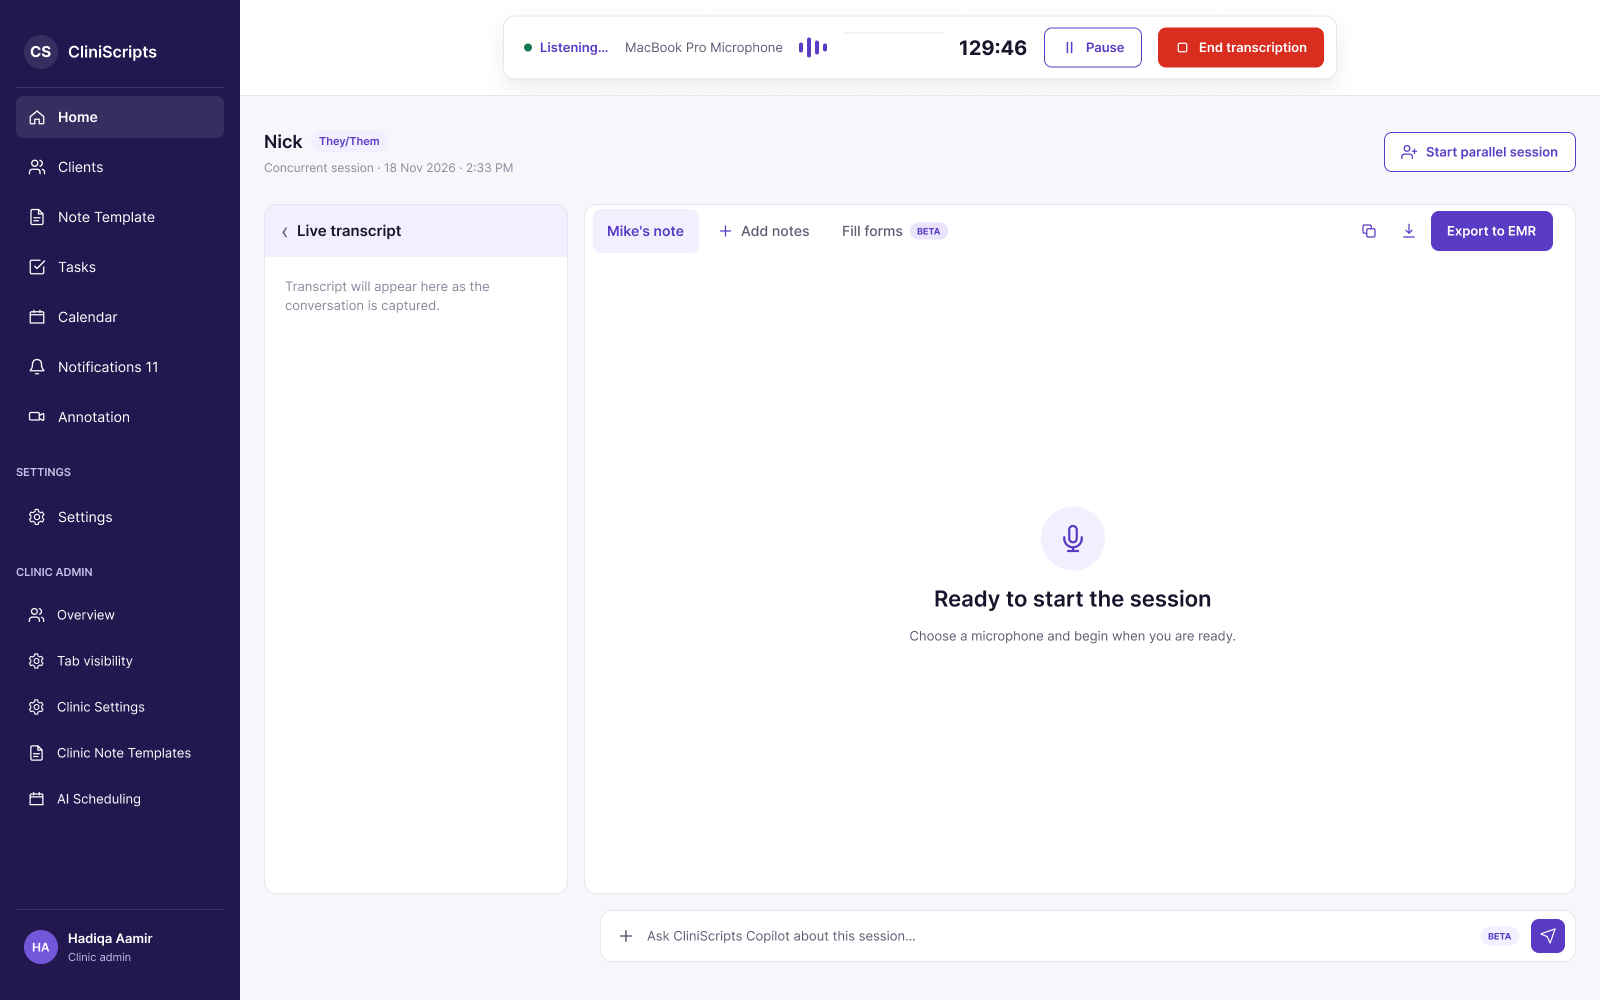 CS CliniScripts
Home
Clients
Note Template
Tasks
Calendar
Notifications 11
Annotation
SETTINGS
Settings
CLINIC ADMIN
Overview
Tab visibility
Clinic Settings
Clinic Note Templates
AI Scheduling
HA
Hadiqa Aamir
Clinic admin
Listening... MacBook Pro Microphone 129:46 Pause End transcription
Nick They/Them
Concurrent session · 18 Nov 2026 · 2:33 PM
Start parallel session
Live transcript
Transcript will appear here as the
conversation is captured.
Mike's note Add notes Fill forms BETA Export to EMR
Ready to start the session
Choose a microphone and begin when you are ready.
Ask CliniScripts Copilot about this session... BETA